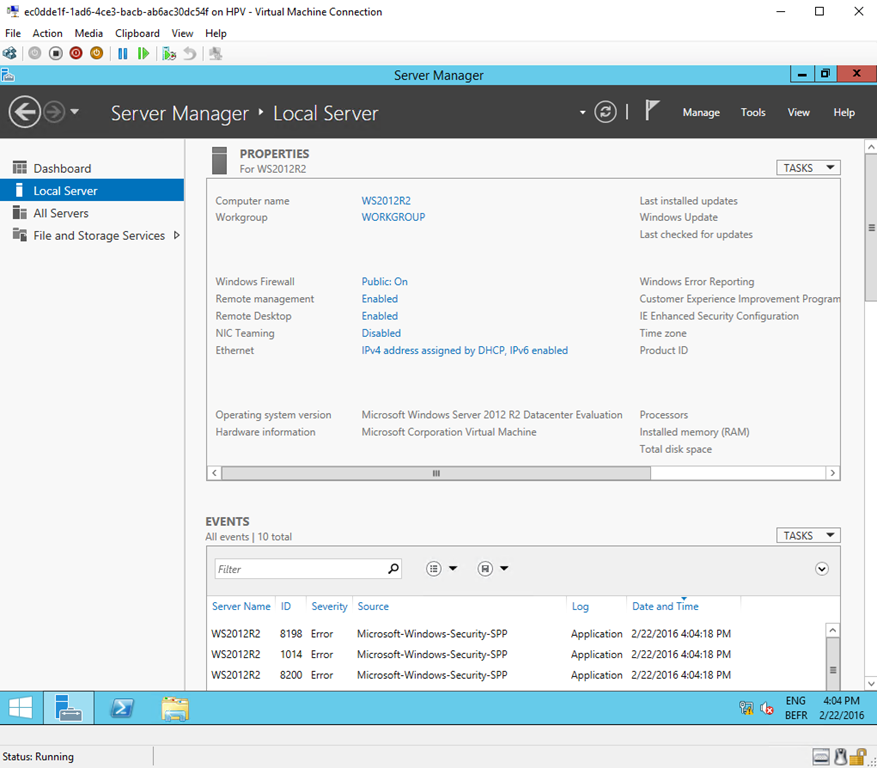 ec0dde1f-1ad6-4ce3-bacb-ab6ac30dc54f on HPV - Virtual Machine Connection
File Action Media Clipboard View Help
Server Manager
Server Manager ‣ Local Server
Manage Tools View Help
Dashboard
Local Server
All Servers
File and Storage Services
PROPERTIES
For WS2012R2
TASKS
Computer name WS2012R2 Last installed updates
Workgroup WORKGROUP Windows Update
Last checked for updates
Windows Firewall Public: On Windows Error Reporting
Remote management Enabled Customer Experience Improvement Program
Remote Desktop Enabled IE Enhanced Security Configuration
NIC Teaming Disabled Time zone
Ethernet IPv4 address assigned by DHCP, IPv6 enabled Product ID
Operating system version Microsoft Windows Server 2012 R2 Datacenter Evaluation Processors
Hardware information Microsoft Corporation Virtual Machine Installed memory (RAM)
Total disk space
EVENTS
All events | 10 total
TASKS
Filter
Server Name ID Severity Source Log Date and Time
WS2012R2 8198 Error Microsoft-Windows-Security-SPP Application 2/22/2016 4:04:18 PM
WS2012R2 1014 Error Microsoft-Windows-Security-SPP Application 2/22/2016 4:04:18 PM
WS2012R2 8200 Error Microsoft-Windows-Security-SPP Application 2/22/2016 4:04:18 PM
ENG 4:04 PM
BEFR 2/22/2016
Status: Running